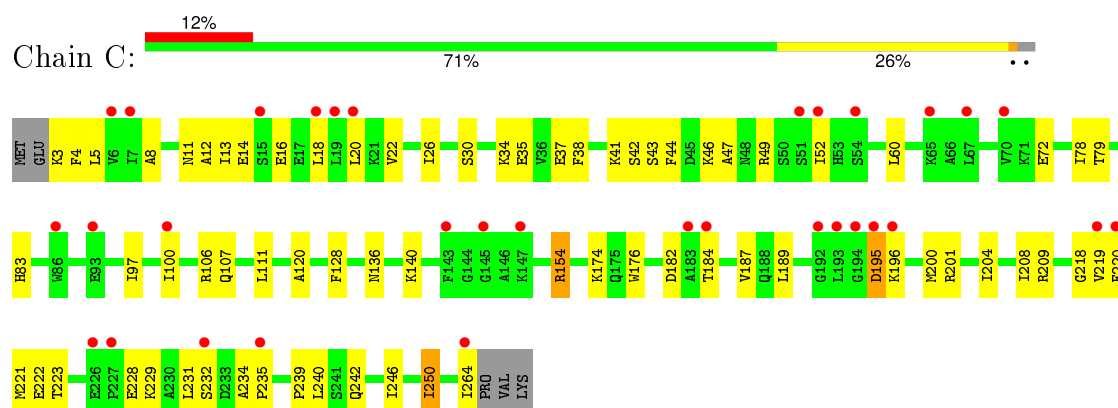 12%
Chain C:
71% 26% • •
MET GLU K3 F4 L5 V6 I7 A8 N11 A12 I13 E14 S15 E16 E17 L18 L19 L20 K21 V22 I26 S30 K34 E35 V36 E37 F38 K41 S42 S43 F44 D45 K46 A47 N48 R49 S50 S51 I52 H53 S54 L60 K65 A66 L67 V70 K71 E72 I78 T79
H83 W86 E93 I97 I100 R106 Q107 L111 A120 F128 N136 K140 F143 G144 G145 A146 K147 R154 K174 Q175 W176 D182 A183 T184 V187 Q188 L189 G192 L193 G194 D195 K196 M200 R201 I204 I208 R209 G218 V219
M221 E222 T223 E226 P227 E228 K229 A230 L231 S232 D233 A234 P235 P239 L240 S241 Q242 I246 I250 I264 PRO VAL LYS